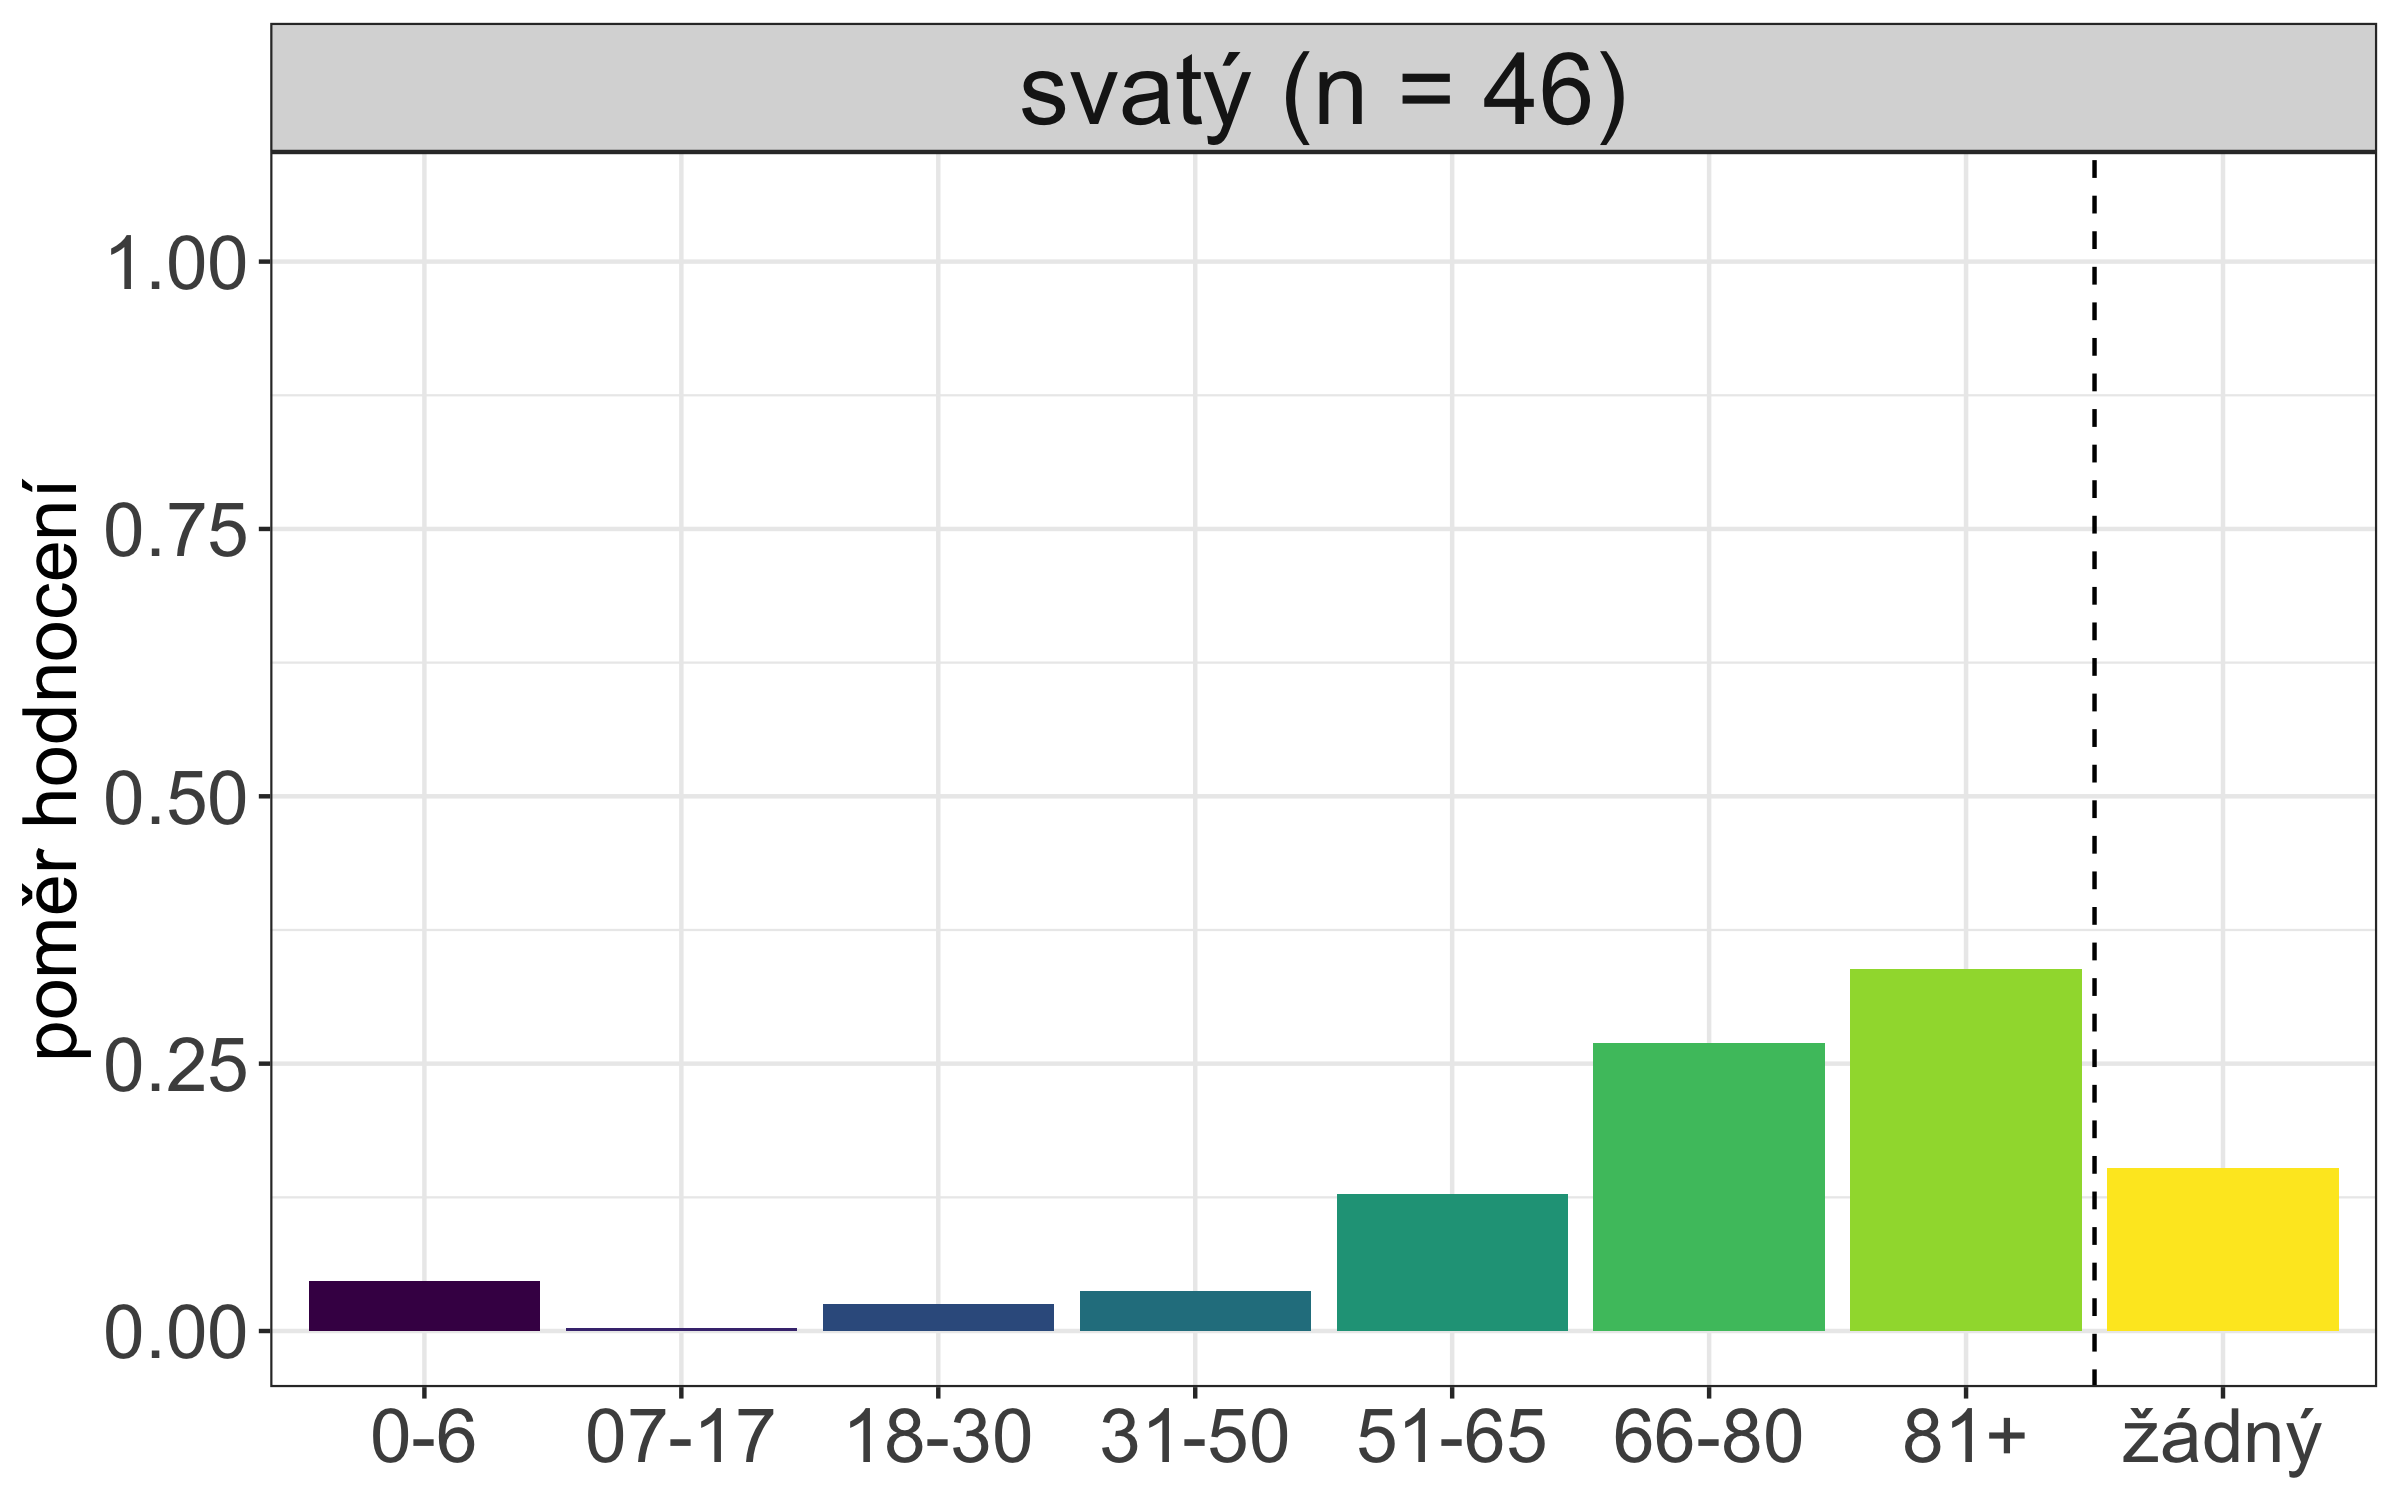 svatý (n = 46)
poměr hodnocení
1.00
0.75
0.50
0.25
0.00
0-6 07-17 18-30 31-50 51-65 66-80 81+ žádný